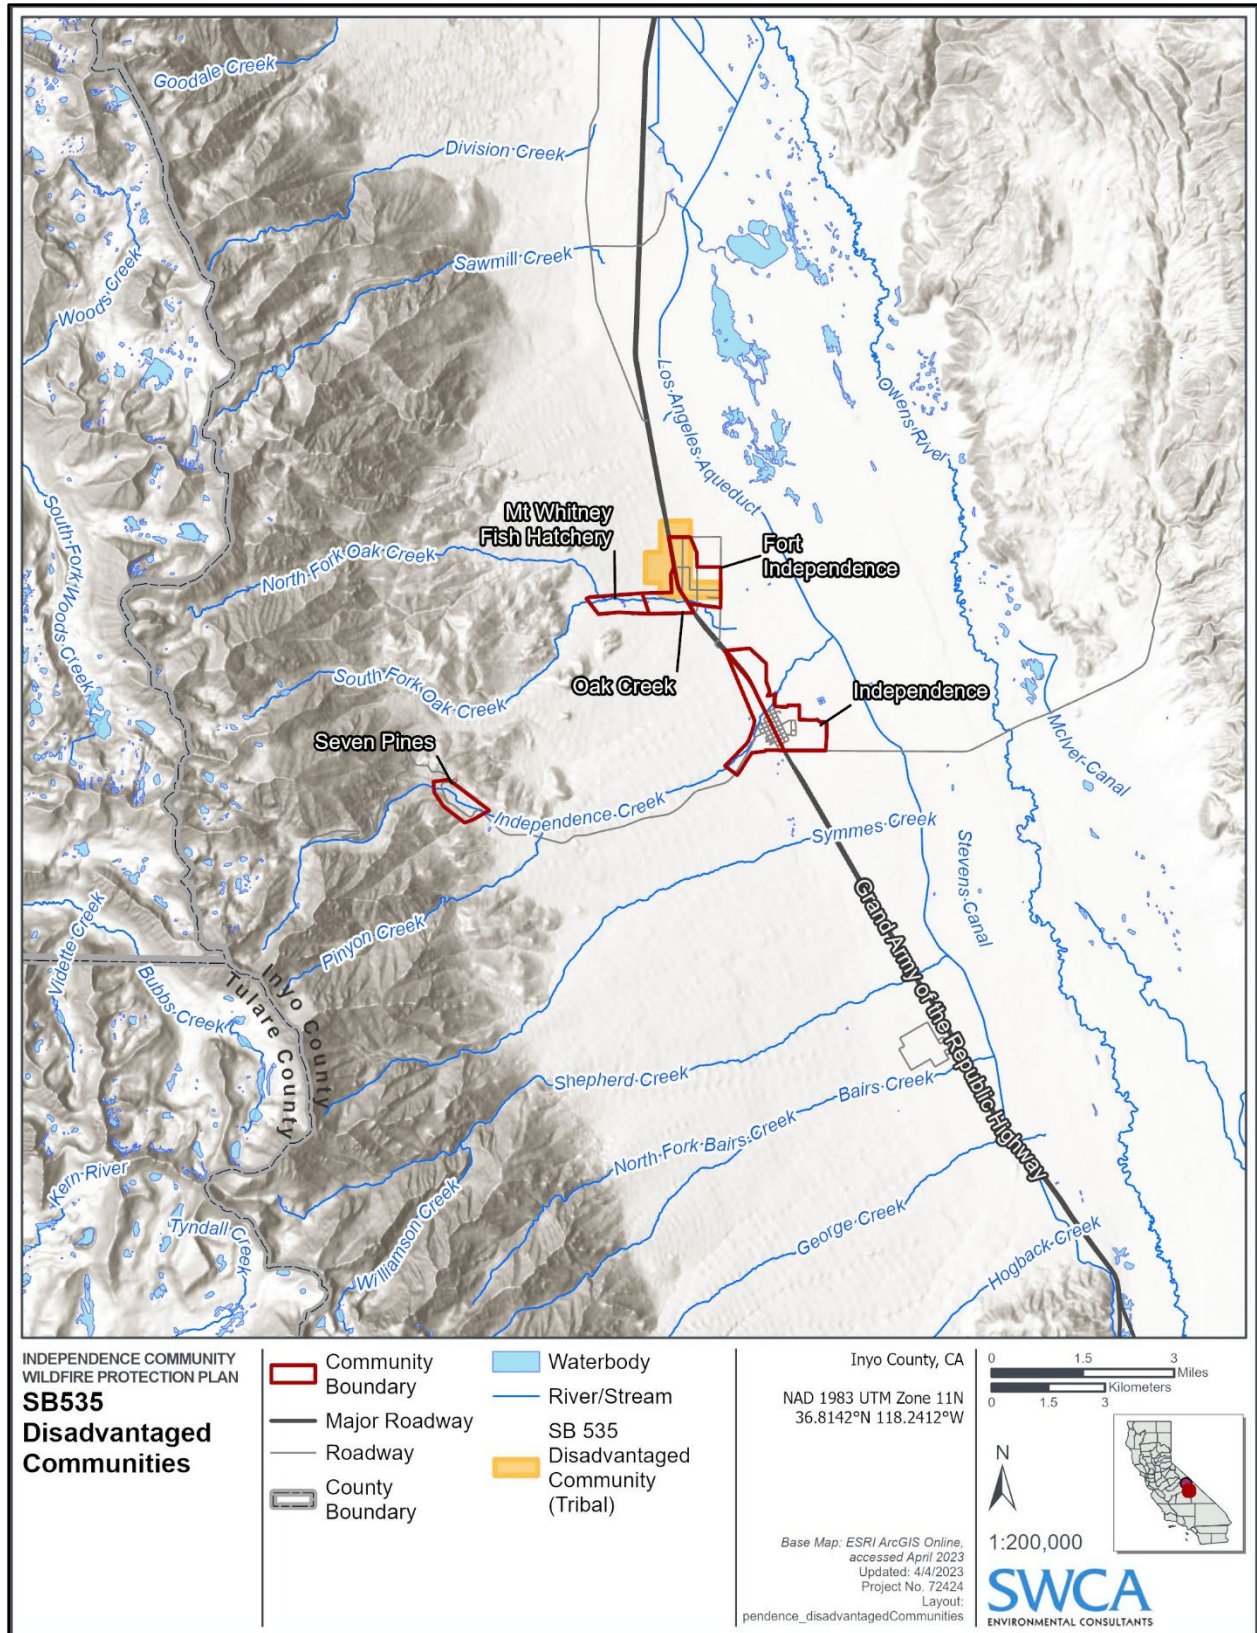 Goodale Creek
Division Creek
Sawmill Creek
Woods Creek
Los Angeles Aqueduct
Owens River
South Fork Woods Creek
Mt Whitney
Fish Hatchery
North Fork Oak Creek
Fort
Independence
South Fork Oak Creek
Oak Creek
Independence
McIver Canal
Seven Pines
Independence Creek
Symmes Creek
Stevens Canal
Grand Army of the Republic Highway
Vidette Creek
Pinyon Creek
Bubbs Creek
Inyo County
Tulare County
Shepherd Creek
Bairs Creek
North Fork Bairs Creek
Kern River
Tyndall Creek
Williamson Creek
George Creek
Hogback Creek
INDEPENDENCE COMMUNITY
WILDFIRE PROTECTION PLAN
SB535
Disadvantaged
Communities
Community
Boundary
Major Roadway
Roadway
County
Boundary
Waterbody
River/Stream
SB 535
Disadvantaged
Community
(Tribal)
Inyo County, CA
NAD 1983 UTM Zone 11N
36.8142°N 118.2412°W
Base Map: ESRI ArcGIS Online,
accessed April 2023
Updated: 4/4/2023
Project No. 72424
Layout:
pendence_disadvantagedCommunities
0 1.5 3
Miles
Kilometers
0 1.5 3
N
1:200,000
SWCA
ENVIRONMENTAL CONSULTANTS